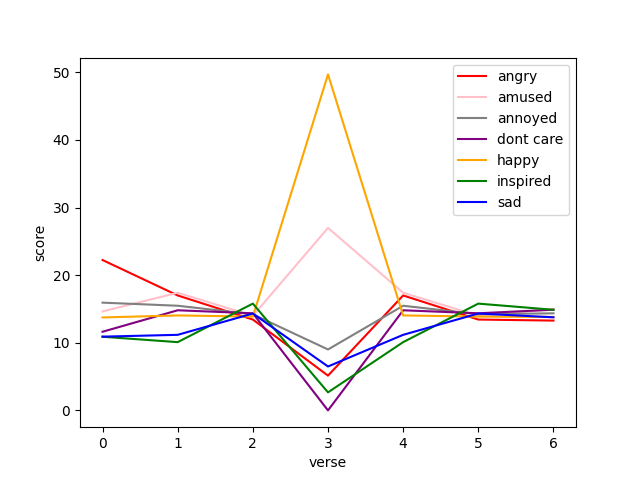 angry
amused
annoyed
dont care
happy
inspired
sad
50
40
30
20
10
0
score
0 1 2 3 4 5 6
verse